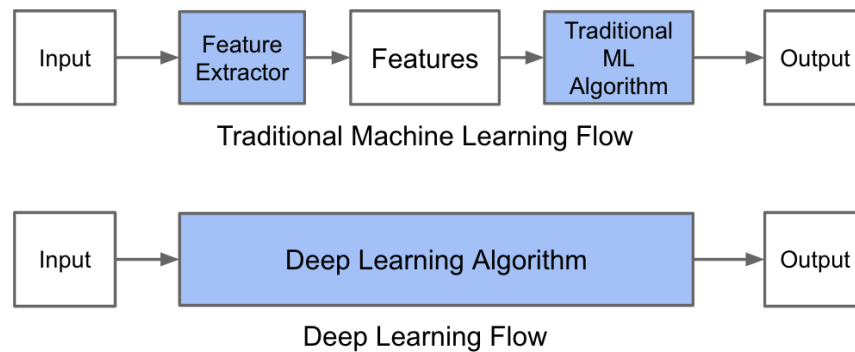 Input
Feature
Extractor
Features
Traditional
ML
Algorithm
Output
Traditional Machine Learning Flow
Input
Deep Learning Algorithm
Output
Deep Learning Flow